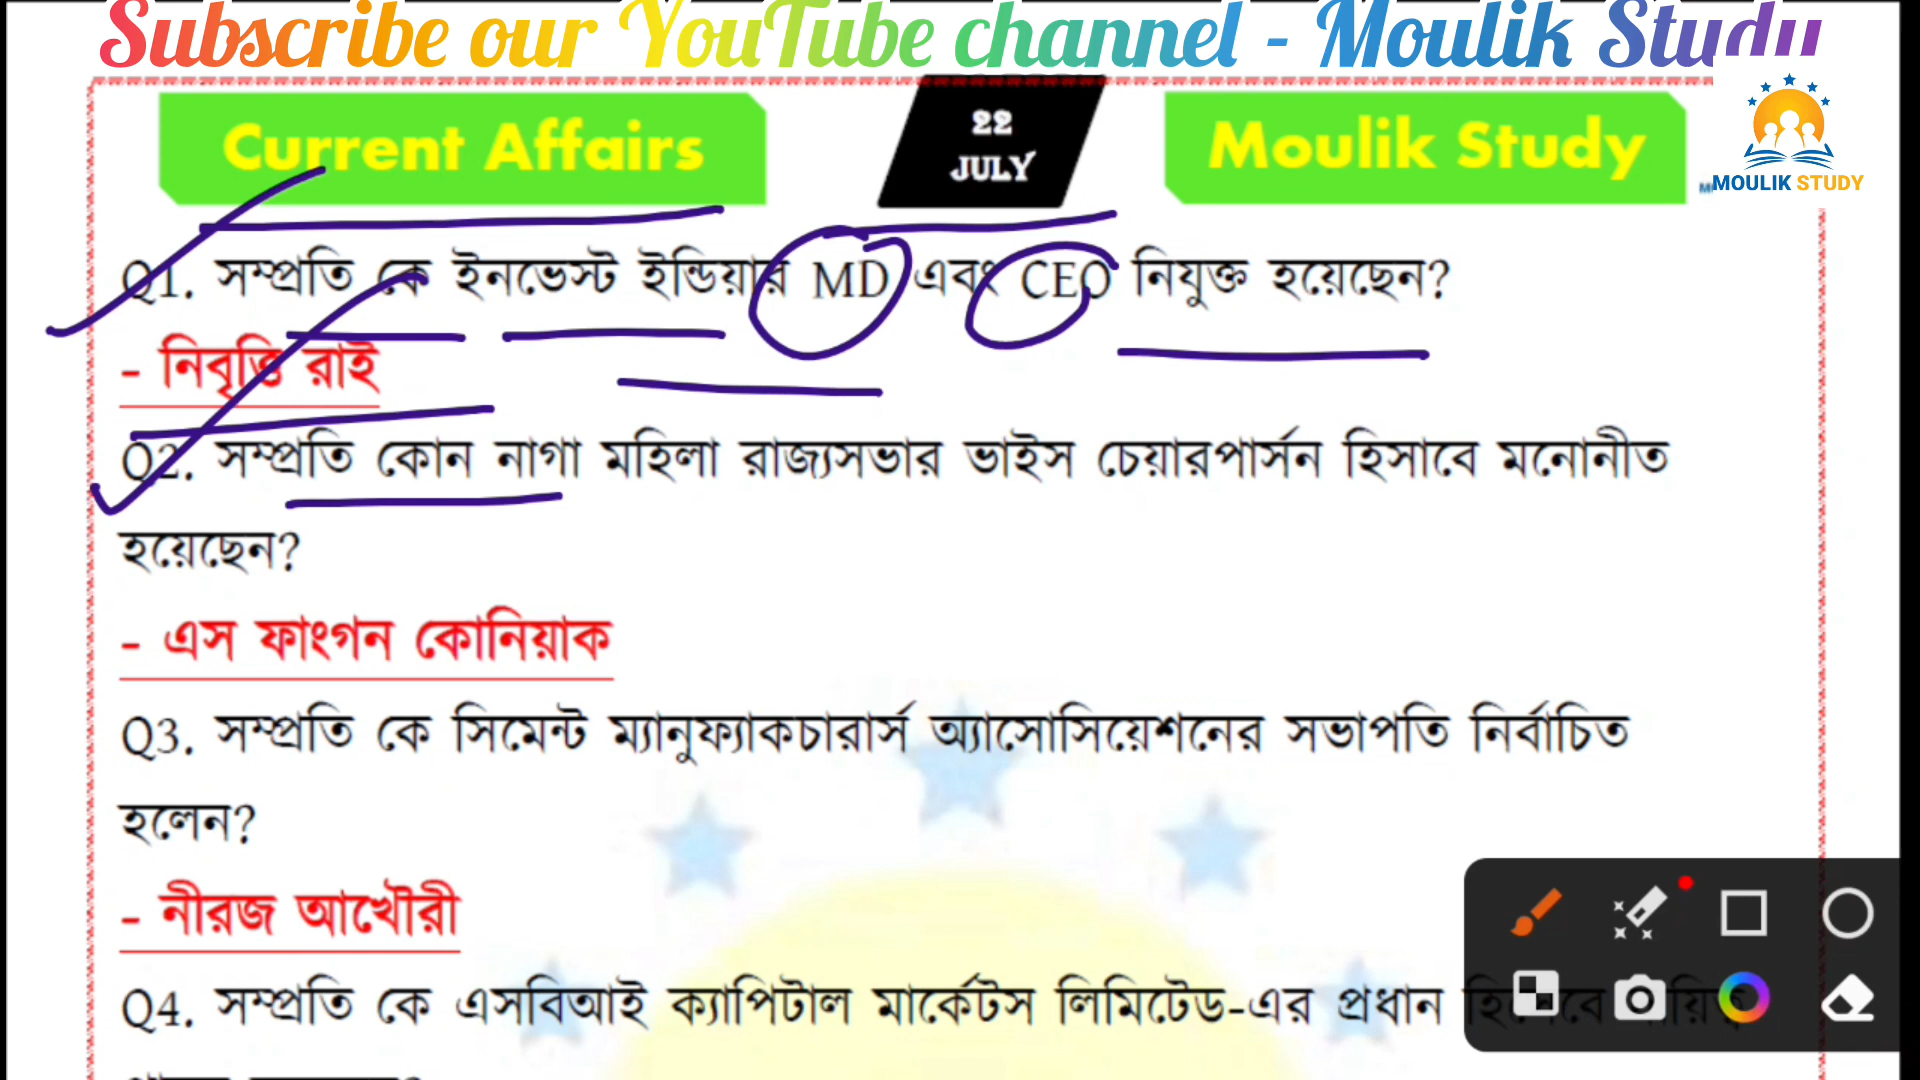 Subscribe our YouTube channel - Moulik Study
Current Affairs
22
JULY
Moulik Study
MOULIK STUDY
Q1. সম্প্রতি কে ইনভেস্ট ইন্ডিয়ার MD এবং CEO নিযুক্ত হয়েছেন?
- নিবৃত্তি রাই
Q2. সম্প্রতি কোন নাগা মহিলা রাজ্যসভার ভাইস চেয়ারপার্সন হিসাবে মনোনীত
হয়েছেন?
- এস ফাংগন কোনিয়াক
Q3. সম্প্রতি কে সিমেন্ট ম্যানুফ্যাকচারার্স অ্যাসোসিয়েশনের সভাপতি নির্বাচিত
হলেন?
- নীরজ আখৌরী
Q4. সম্প্রতি কে এসবিআই ক্যাপিটাল মার্কেটস লিমিটেড-এর প্রধান